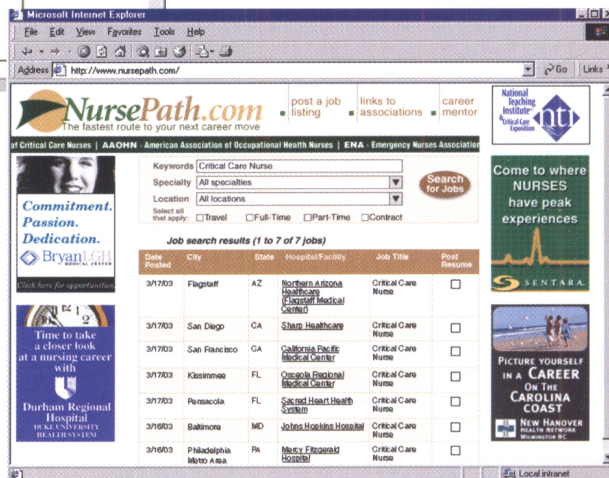 Microsoft Internet Explorer
File Edit View Favorites Tools Help
Address http://www.nursepath.com/ Go Links
NursePath.com
The fastest route to your next career move
post a job listing
links to associations
career mentor
of Critical Care Nurses | AAOHN - American Association of Occupational Health Nurses | ENA - Emergency Nurses Association
National
Teaching
Institute
& Critical Care
Exposition
nti
Commitment.
Passion.
Dedication.
BryanLGH
MEDICAL CENTER
Click here for opportunities
Keywords Critical Care Nurse
Specialty All specialties
Location All locations
Select all
that apply: Travel Full-Time Part-Time Contract
Search
for Jobs
Come to where
NURSES
have peak
experiences
SENTARA.
Job search results (1 to 7 of 7 jobs)
Date Posted City State Hospital/Facility Job Title Post Resume
3/17/03 Flagstaff AZ Northern Arizona Healthcare (Flagstaff Medical Center) Critical Care Nurse
3/17/03 San Diego CA Sharp Healthcare Critical Care Nurse
3/17/03 San Francisco CA California Pacific Medical Center Critical Care Nurse
3/17/03 Kissimmee FL Osceola Regional Medical Center Critical Care Nurse
3/17/03 Pensacola FL Sacred Heart Health System Critical Care Nurse
3/16/03 Baltimore MD Johns Hopkins Hospital Critical Care Nurse
3/16/03 Philadelphia Metro Area PA Mercy Fitzgerald Hospital Critical Care Nurse
12 1
Time to take
a closer look
at a nursing career
with
Durham Regional
Hospital
DUKE UNIVERSITY
HEALTH SYSTEM
PICTURE YOURSELF
IN A CAREER
ON THE
CAROLINA
COAST
NEW HANOVER
HEALTH NETWORK
WILMINGTON NC
Local intranet